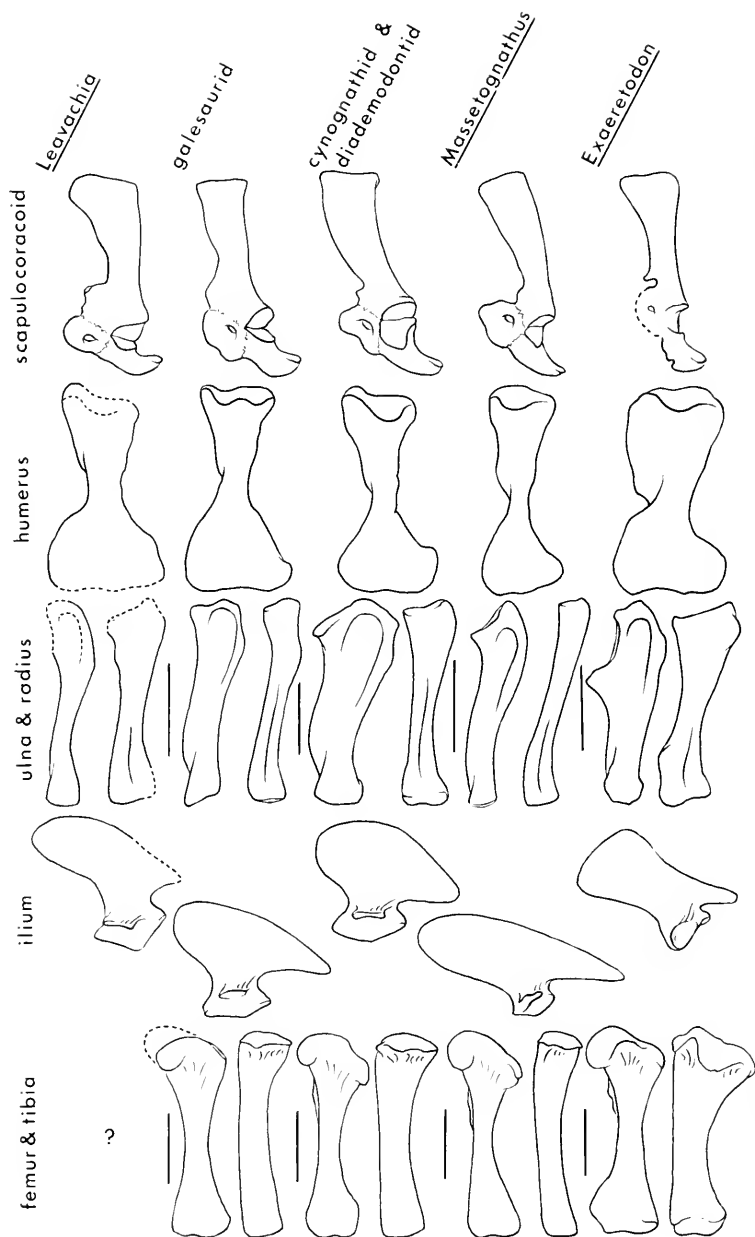 Leavachia
galesaurid
cynognathid &
diademodontid
Massetognathus
Exaeretodon
scapulocoracoid
humerus
ulna & radius
ilium
femur & tibia
?